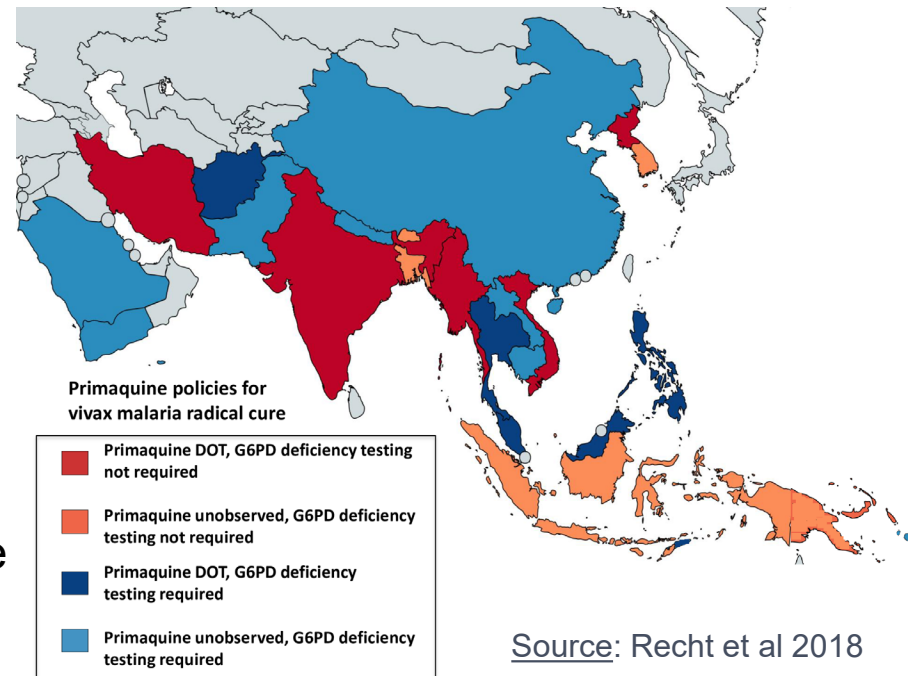 Primaquine policies for
vivax malaria radical cure
Primaquine DOT, G6PD deficiency testing
not required
Primaquine unobserved, G6PD deficiency
testing not required
e
Primaquine DOT, G6PD deficiency
testing required
Primaquine unobserved, G6PD deficiency
testing required
Source: Recht et al 2018